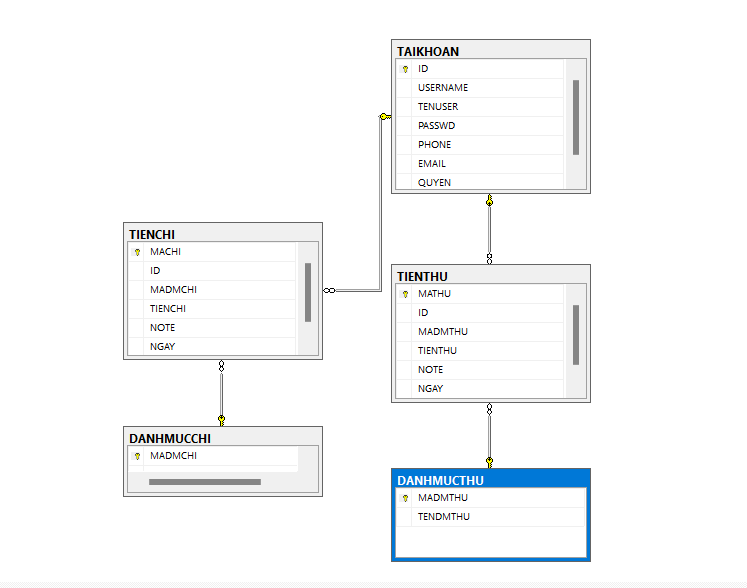 TAIKHOAN
ID
USERNAME
TENUSER
PASSWD
PHONE
EMAIL
QUYEN
TIENCHI
MACHI
ID
MADMCHI
TIENCHI
NOTE
NGAY
TIENTHU
MATHU
ID
MADMTHU
TIENTHU
NOTE
NGAY
DANHMUCCHI
MADMCHI
DANHMUCTHU
MADMTHU
TENDMTHU